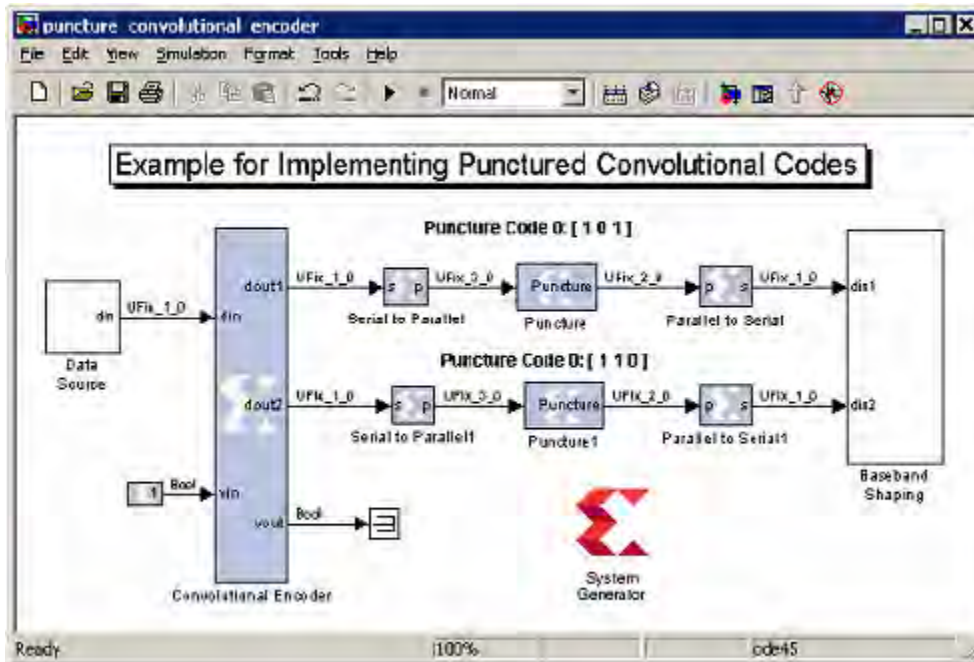 puncture convolutional encoder
File Edit View Simulation Format Tools Help
Normal
Example for Implementing Punctured Convolutional Codes
Puncture Code 0: [ 1 0 1 ]
dout1 UFix_1_0 s p UFix_3_0 Puncture UFix_2_0 p s UFix_1_0 din1
Serial to Parallel Puncture Parallel to Serial
din UFix_1_0 din
Data
Source
Puncture Code 0: [ 1 1 0 ]
dout2 UFix_1_0 s p UFix_3_0 Puncture UFix_2_0 p s UFix_1_0 din2
Serial to Parallel1 Puncture1 Parallel to Serial1
Baseband
Shaping
1 Bool vin
vout Bool
System
Generator
Convolutional Encoder
Ready 100% ode45